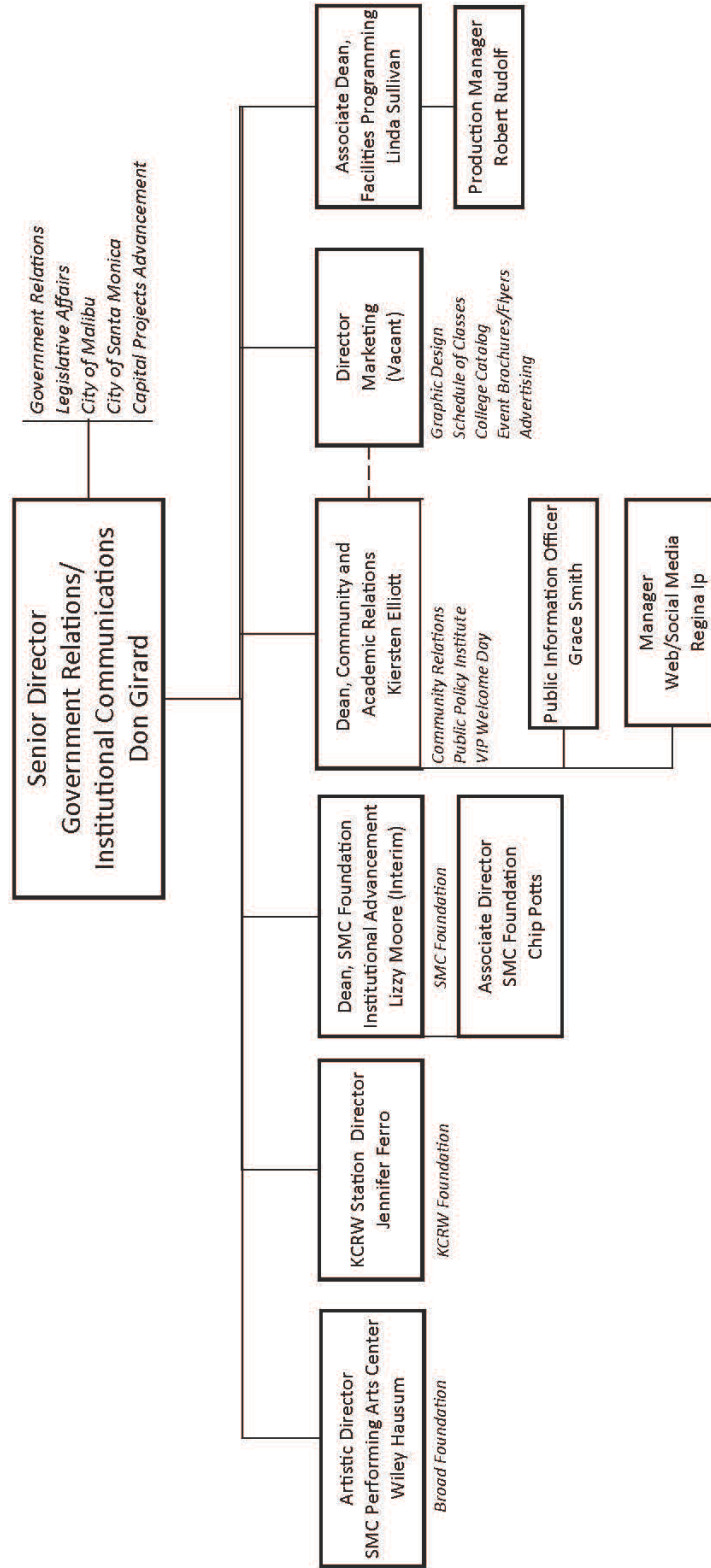 Senior Director
Government Relations/
Institutional Communications
Don Girard
Government Relations
Legislative Affairs
City of Malibu
City of Santa Monica
Capital Projects Advancement
Artistic Director
SMC Performing Arts Center
Wiley Hausum
Broad Foundation
KCRW Station Director
Jennifer Ferro
KCRW Foundation
Dean, SMC Foundation
Institutional Advancement
Lizzy Moore (Interim)
SMC Foundation
Associate Director
SMC Foundation
Chip Potts
Dean, Community and
Academic Relations
Kiersten Elliott
Community Relations
Public Policy Institute
VIP Welcome Day
Public Information Officer
Grace Smith
Manager
Web/Social Media
Regina Ip
Director
Marketing
(Vacant)
Graphic Design
Schedule of Classes
College Catalog
Event Brochures/Flyers
Advertising
Associate Dean,
Facilities Programming
Linda Sullivan
Production Manager
Robert Rudolf